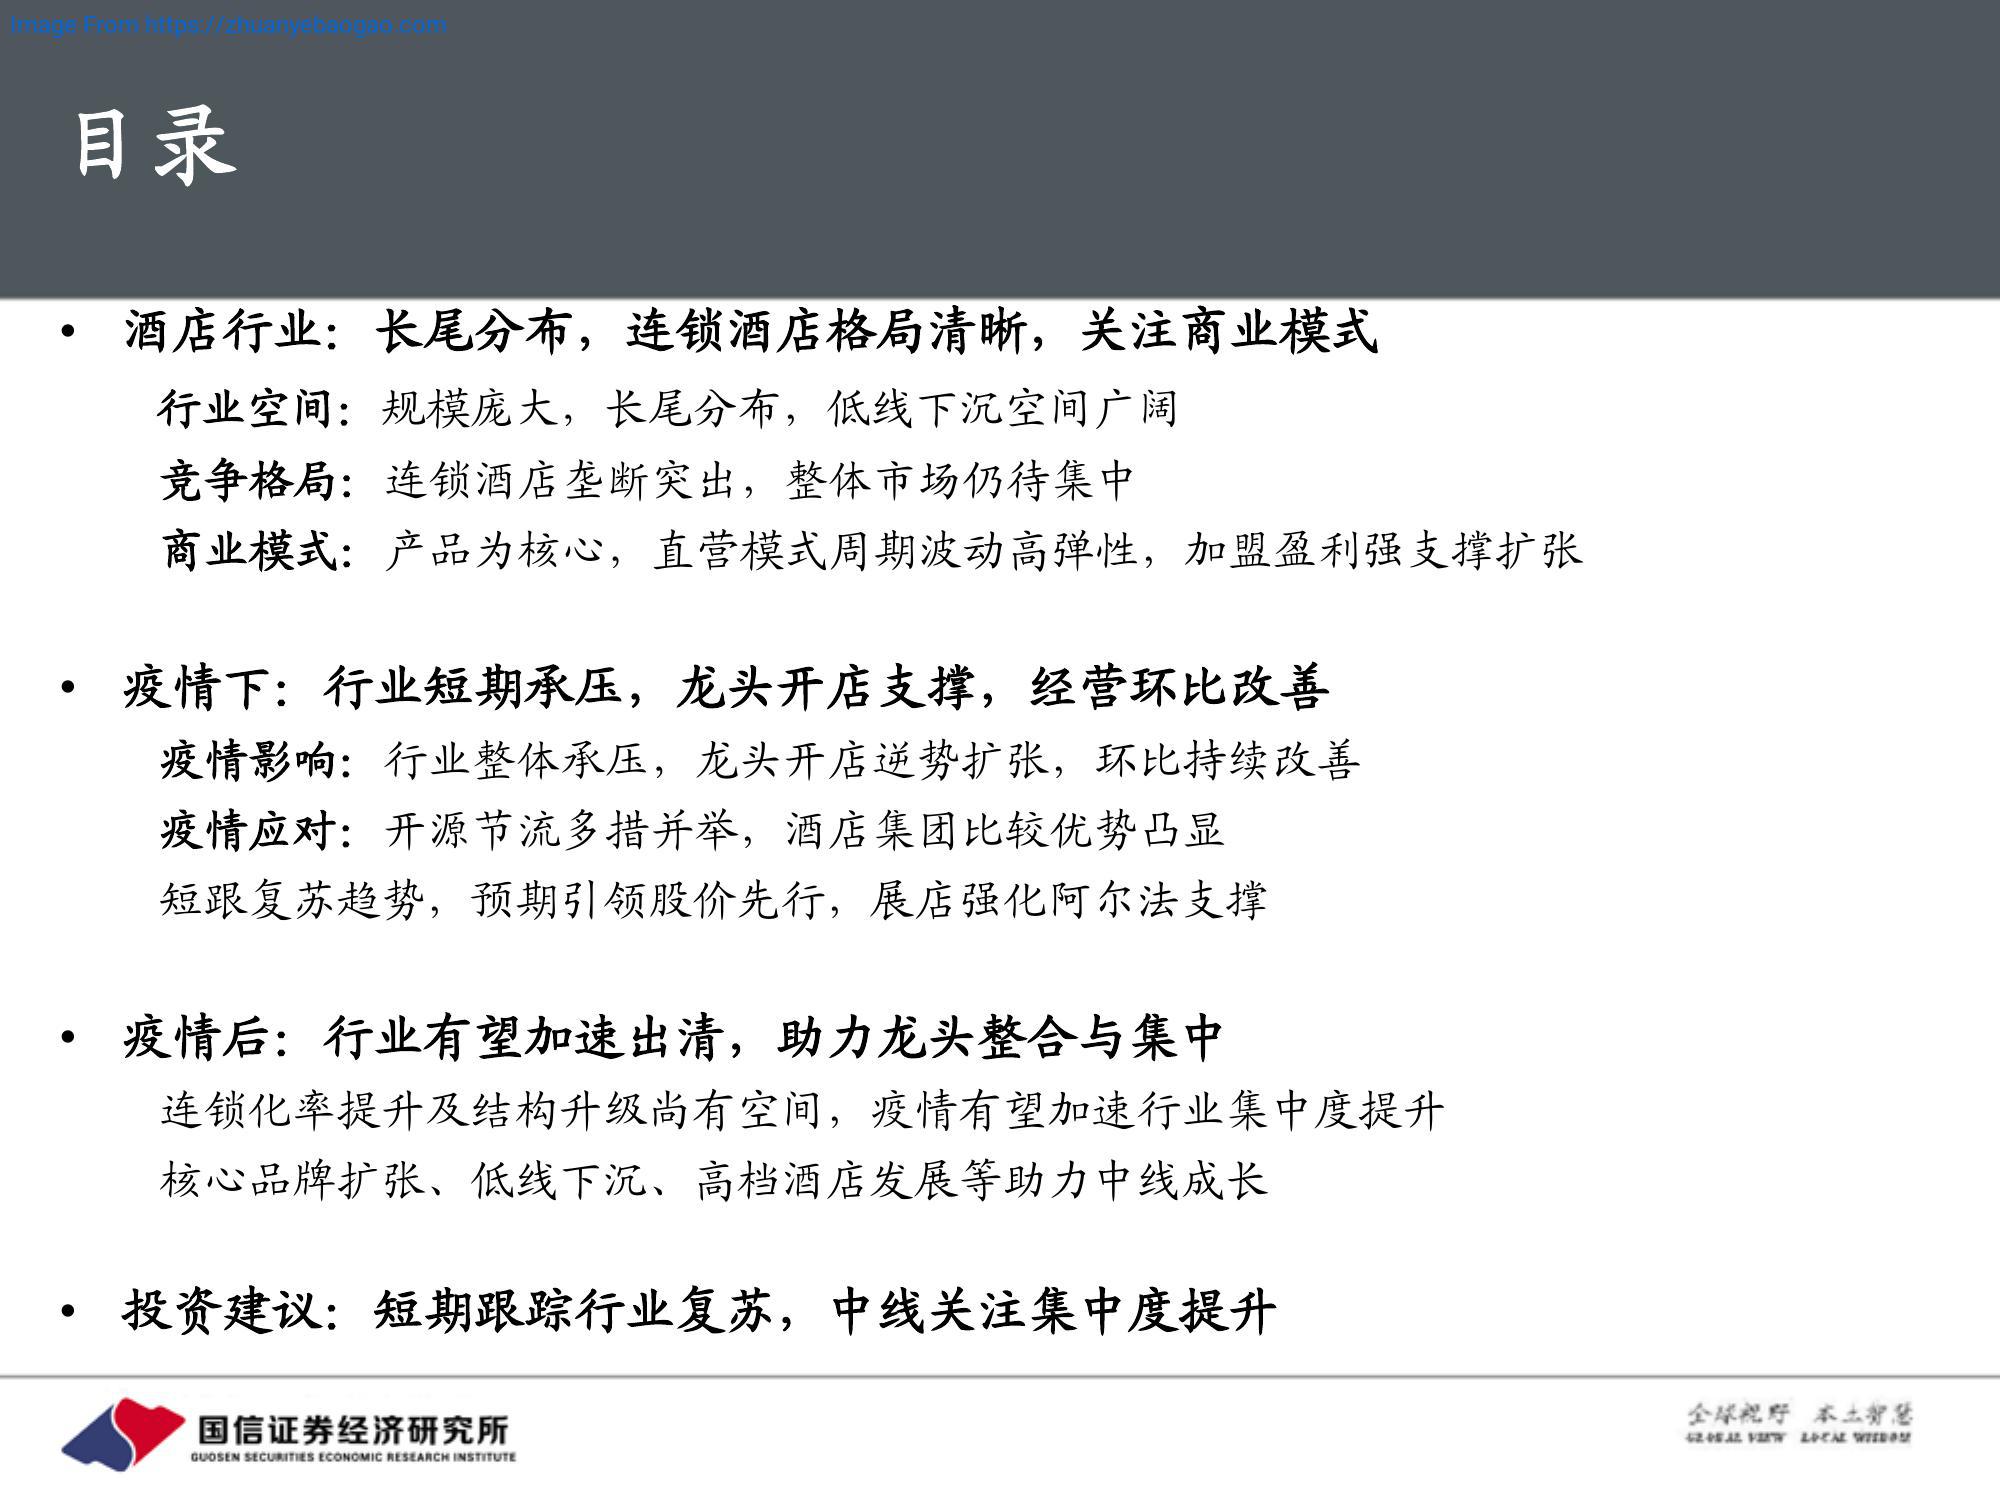 Image From https://zhuanyebaogao.com
目录
• 酒店行业：长尾分布，连锁酒店格局清晰，关注商业模式
行业空间：规模庞大，长尾分布，低线下沉空间广阔
竞争格局：连锁酒店垄断突出，整体市场仍待集中
商业模式：产品为核心，直营模式周期波动高弹性，加盟盈利强支撑扩张
• 疫情下：行业短期承压，龙头开店支撑，经营环比改善
疫情影响：行业整体承压，龙头开店逆势扩张，环比持续改善
疫情应对：开源节流多措并举，酒店集团比较优势凸显
短跟复苏趋势，预期引领股价先行，展店强化阿尔法支撑
• 疫情后：行业有望加速出清，助力龙头整合与集中
连锁化率提升及结构升级尚有空间，疫情有望加速行业集中度提升
核心品牌扩张、低线下沉、高档酒店发展等助力中线成长
• 投资建议：短期跟踪行业复苏，中线关注集中度提升
国信证券经济研究所
GUOSEN SECURITIES ECONOMIC RESEARCH INSTITUTE
全球视野 本土智慧
GLOBAL VIEW LOCAL WISDOM